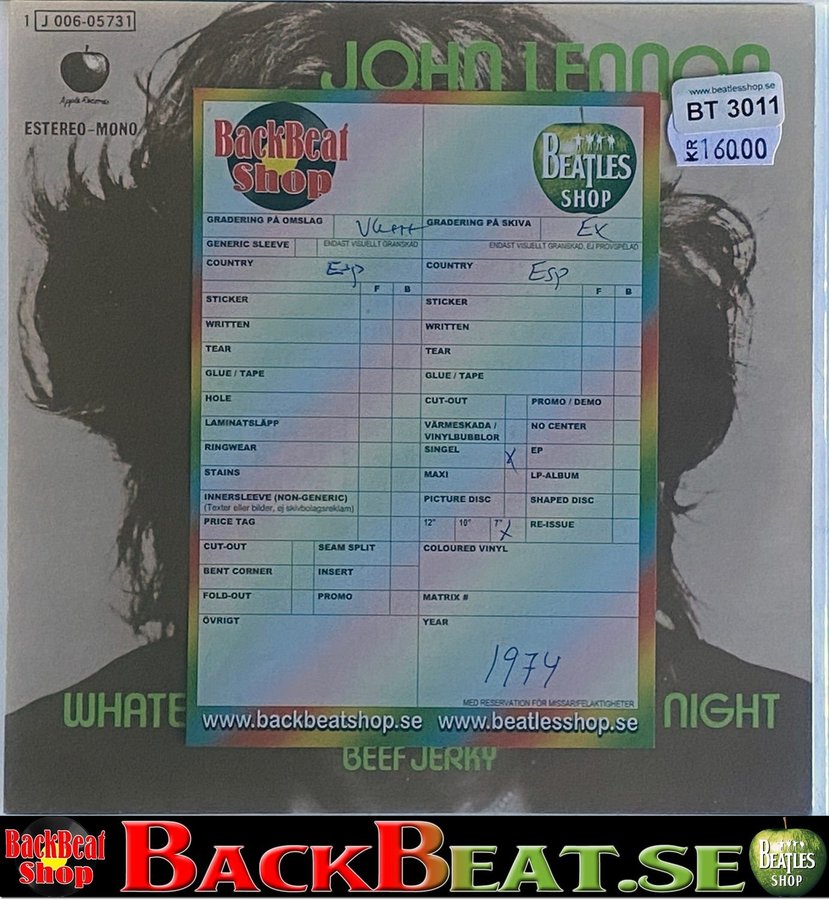 1 J 006-05731
JOHN LENNON
Apple Records
ESTEREO-MONO
www.beatlesshop.se
BT 3011
KR 160.00
BackBeat Shop
BEATLES SHOP
GRADERING PÅ OMSLAG
GRADERING PÅ SKIVA Ex
GENERIC SLEEVE ENDAST VISUELLT GRANSKAD
ENDAST VISUELLT GRANSKAD, EJ PROVSPELAD
COUNTRY Esp
COUNTRY Esp
F B
F B
STICKER
STICKER
WRITTEN
WRITTEN
TEAR
TEAR
GLUE / TAPE
GLUE / TAPE
HOLE
CUT-OUT PROMO / DEMO
LAMINATSLÄPP
VÄRMESKADA / VINYLBUBBLOR NO CENTER
RINGWEAR
SINGEL X EP
STAINS
MAXI LP-ALBUM
INNERSLEEVE (NON-GENERIC)
(Texter eller bilder, ej skivbolagsreklam)
PICTURE DISC SHAPED DISC
PRICE TAG
12" 10" 7" X RE-ISSUE
CUT-OUT SEAM SPLIT
COLOURED VINYL
BENT CORNER INSERT
FOLD-OUT PROMO
MATRIX #
ÖVRIGT
YEAR
1974
MED RESERVATION FÖR MISSAR/FELAKTIGHETER
www.backbeatshop.se www.beatlesshop.se
WHATE NIGHT
BEEF JERKY
BackBeat Shop
BACKBEAT.SE
BEATLES SHOP